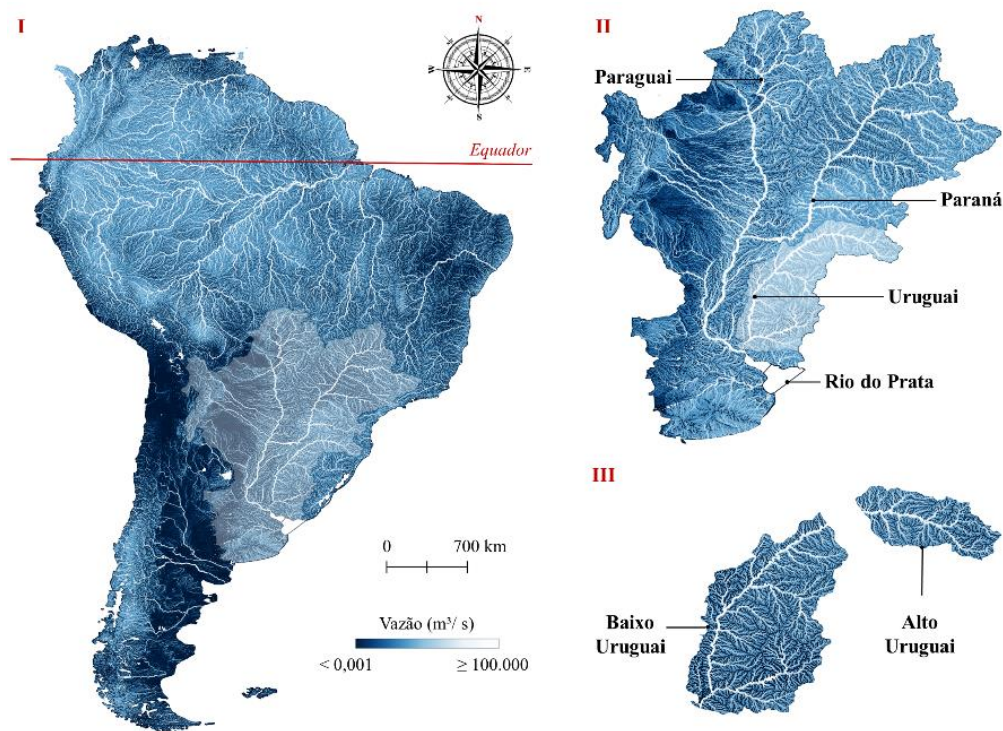 I
N
W
E
S
Equador
0 700 km
Vazão (m³/ s)
< 0,001 ≥ 100.000
II
Paraguai
Paraná
Uruguai
Rio do Prata
III
Baixo
Uruguai
Alto
Uruguai